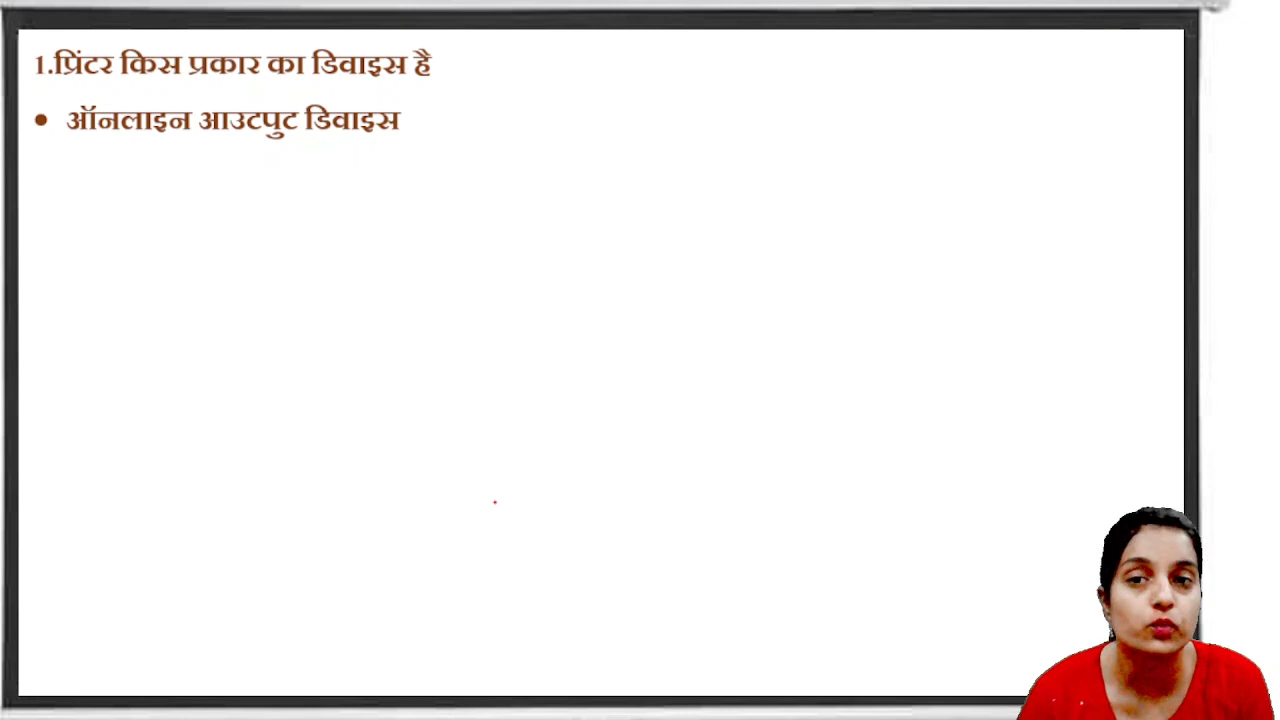 1.प्रिंटर किस प्रकार का डिवाइस है
• ऑनलाइन आउटपुट डिवाइस